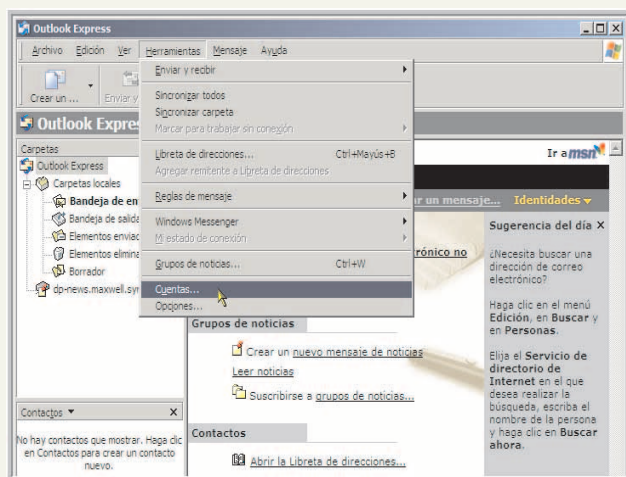 Outlook Express
Archivo Edición Ver Herramientas Mensaje Ayuda
Crear un ...
Enviar y
Enviar y recibir
Sincronizar todos
Sincronizar carpeta
Marcar para trabajar sin conexión
Libreta de direcciones... Ctrl+Mayús+B
Agregar remitente a Libreta de direcciones
Reglas de mensaje
Windows Messenger
Mi estado de conexión
Grupos de noticias... Ctrl+W
Cuentas...
Opciones...
Outlook Expre
Carpetas
Outlook Express
Carpetas locales
Bandeja de en
Bandeja de salida
Elementos enviad
Elementos elimina
Borrador
dp-news.maxwell.syr
Contactos
No hay contactos que mostrar. Haga clic
en Contactos para crear un contacto
nuevo.
Ir a msn
ar un mensaje... Identidades
trónico no
Grupos de noticias
Crear un nuevo mensaje de noticias
Leer noticias
Suscribirse a grupos de noticias...
Contactos
Abrir la Libreta de direcciones...
Sugerencia del día X
¿Necesita buscar una
dirección de correo
electrónico?
Haga clic en el menú
Edición, en Buscar y
en Personas.
Elija el Servicio de
directorio de
Internet en el que
desea realizar la
búsqueda, escriba el
nombre de la persona
y haga clic en Buscar
ahora.